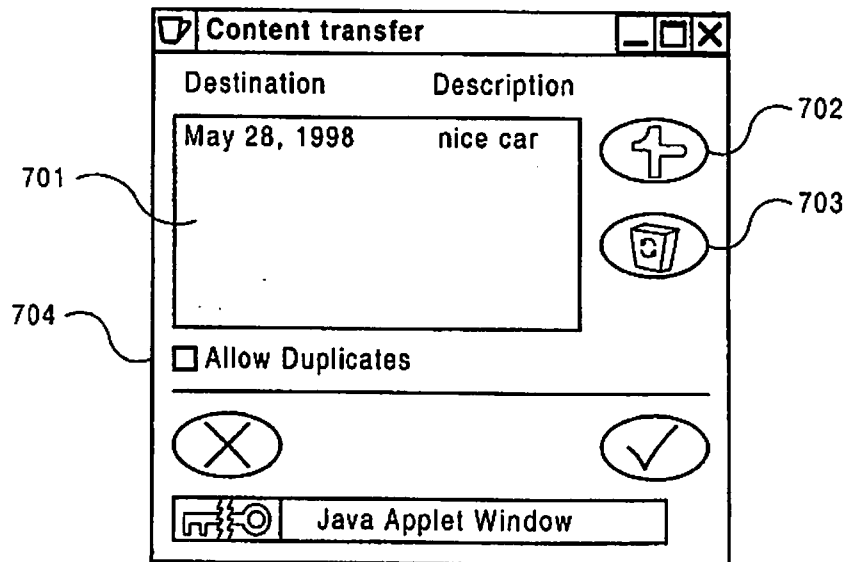 Content transfer
Destination Description
May 28, 1998 nice car
702
703
701
704
Allow Duplicates
Java Applet Window